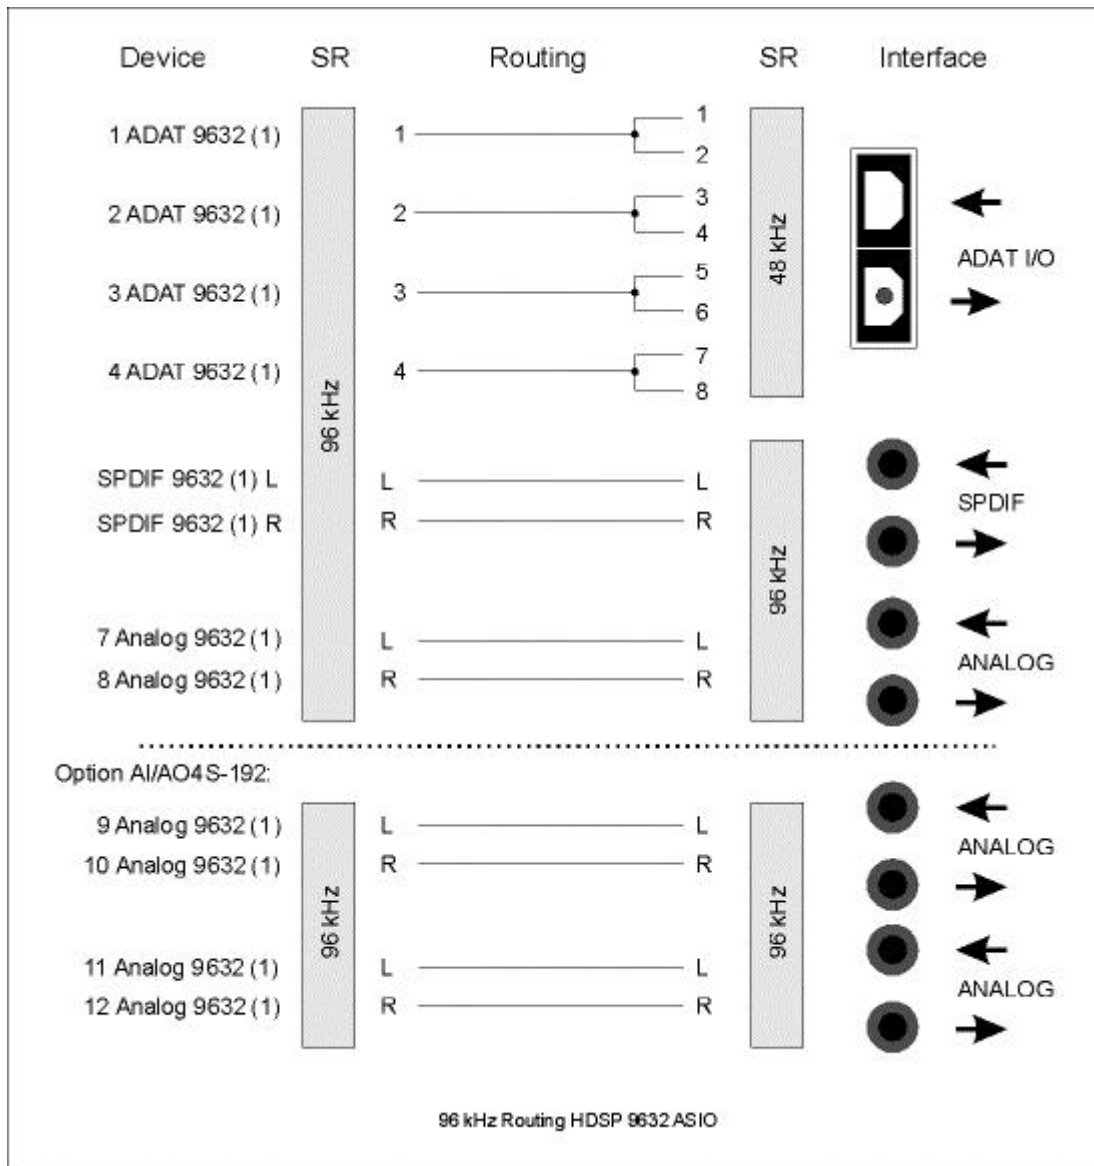 Device SR Routing SR Interface
1 ADAT 9632 (1) 1 1
2
2 ADAT 9632 (1) 2 3
4
ADAT I/O
3 ADAT 9632 (1) 3 5
6
4 ADAT 9632 (1) 4 7
8
96 kHz
48 kHz
SPDIF 9632 (1) L L L
SPDIF
SPDIF 9632 (1) R R R
96 kHz
7 Analog 9632 (1) L L
ANALOG
8 Analog 9632 (1) R R
Option AI/AO4S-192:
9 Analog 9632 (1) L L
ANALOG
10 Analog 9632 (1) R R
96 kHz
96 kHz
11 Analog 9632 (1) L L
ANALOG
12 Analog 9632 (1) R R
96 kHz Routing HDSP 9632 ASIO